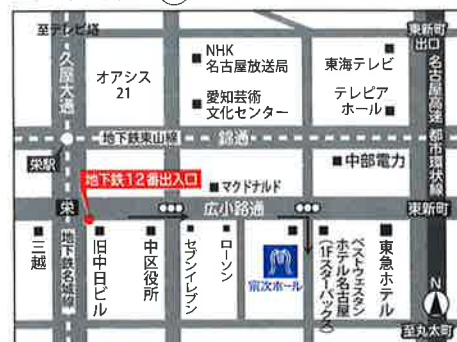 至テレビ塔
久屋大通
オアシス
21
NHK
名古屋放送局
愛知芸術
文化センター
東海テレビ
テレピア
ホール
東新町
出口
名古屋高速
都市環状線
地下鉄東山線
錦通
栄駅
中部電力
地下鉄12番出入口
マクドナルド
栄
広小路通
東新町
三越
地下鉄名城線
旧中日ビル
中区役所
セブンイレブン
ローソン
宗次ホール
ベストウェスタン
ホテル名古屋
(1Fスターバックス)
東急ホテル
N
至丸太町